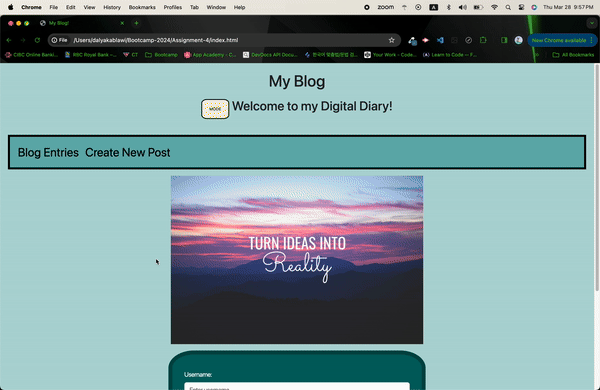 Chrome File Edit View History Bookmarks Profiles Tab Window Help zoom Thu Mar 28 9:57 PM
My Blog!
File /Users/dalyakablawi/Bootcamp-2024/Assignment-4/index.html New Chrome available
CIBC Online Banki... RBC Royal Bank –... CT Bootcamp App Academy – C... DevDocs API Docu... 한국어 맞춤법/문법 검... Your Work - Code... Learn to Code — f... All Bookmarks
My Blog
MODE Welcome to my Digital Diary!
Blog Entries Create New Post
TURN IDEAS INTO
Reality
Username:
Enter username